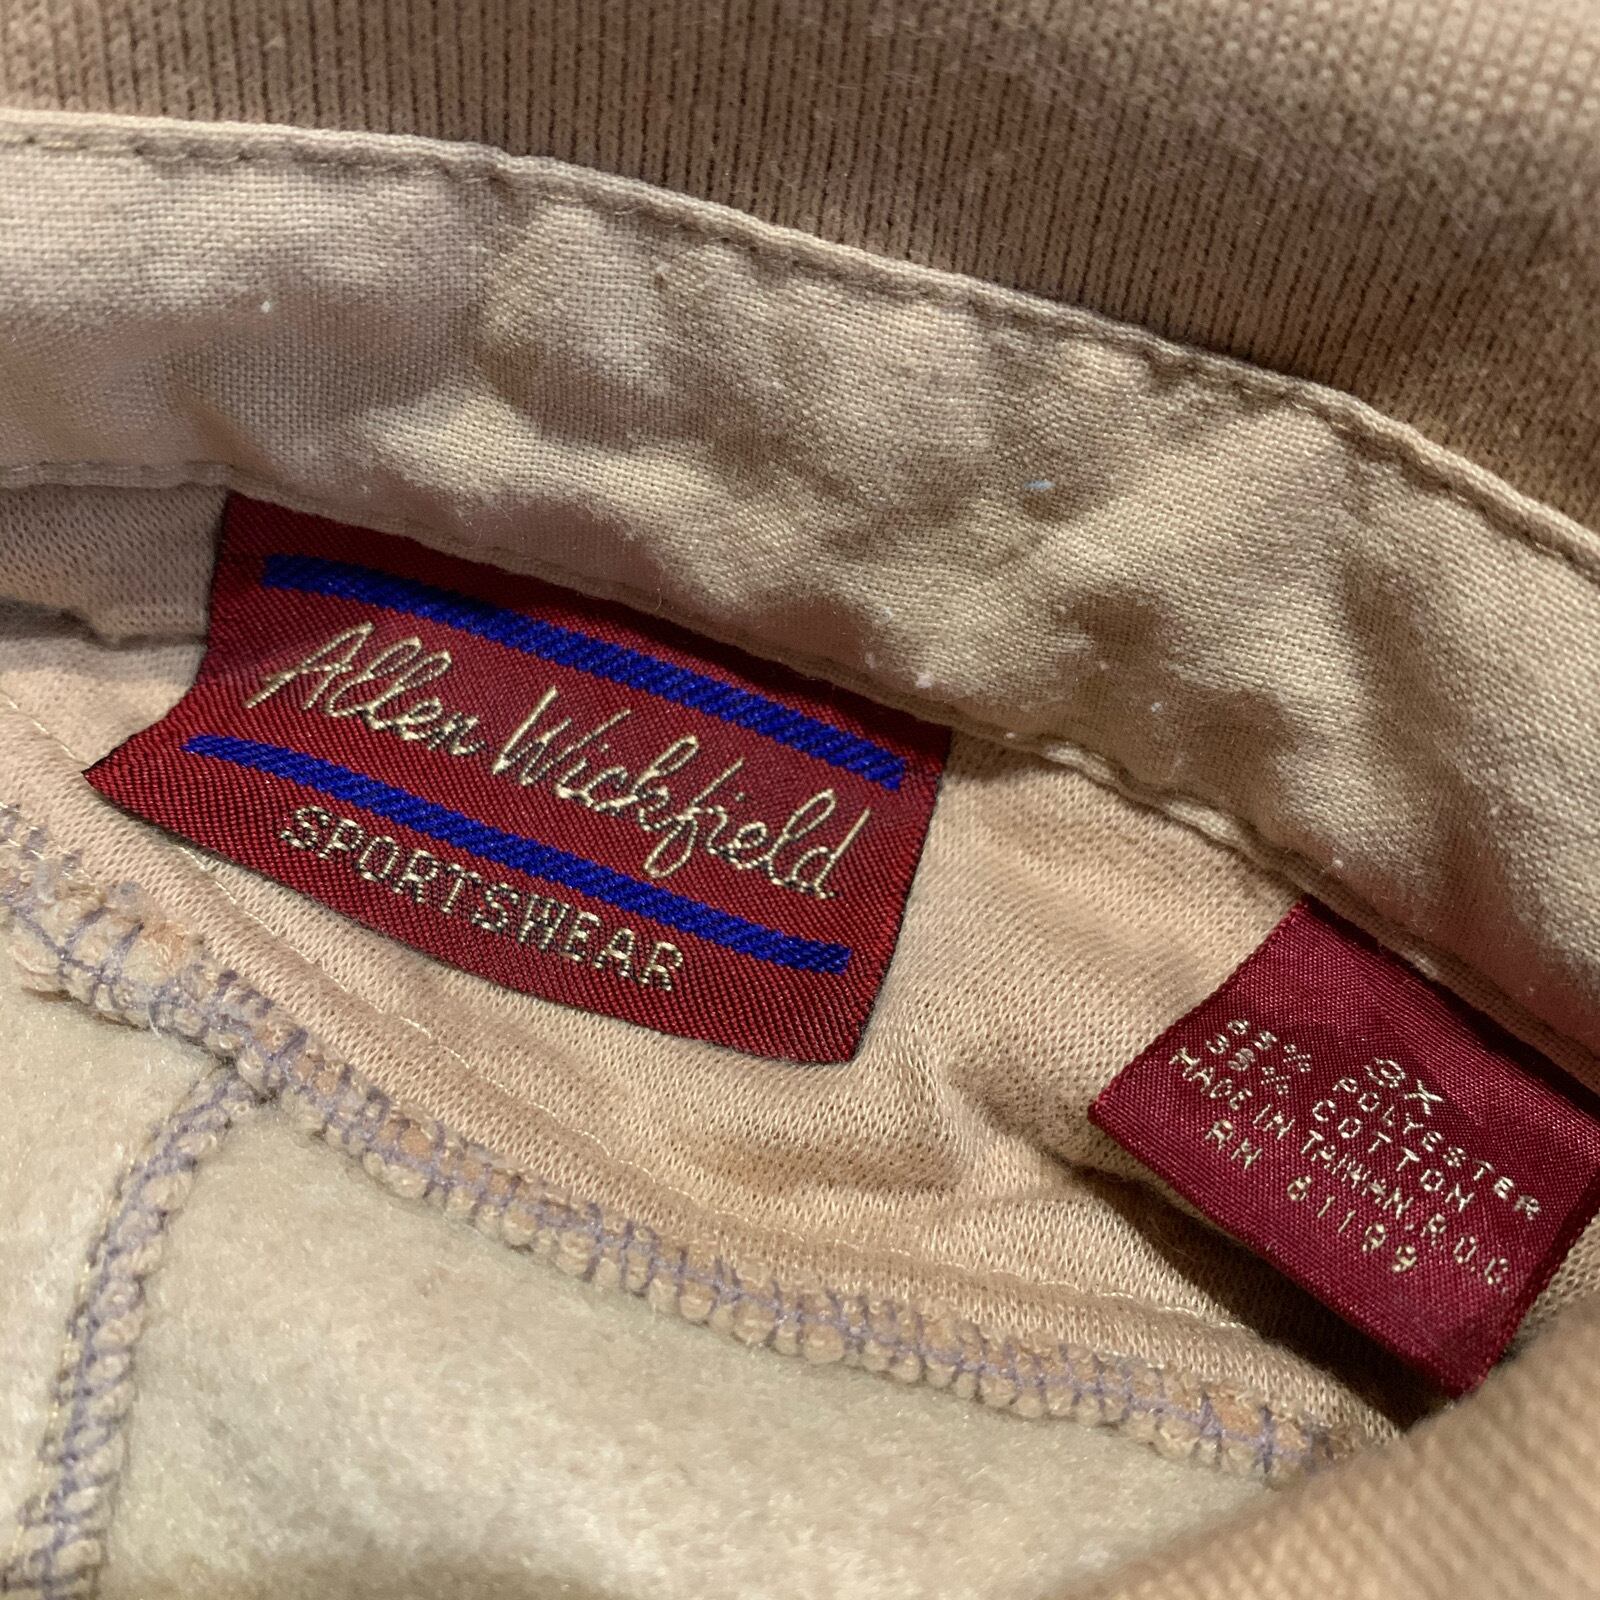 Allen Wickfield
SPORTSWEAR
3X
65% POLYESTER
35% COTTON
MADE IN TAIWAN, R.O.C.
RN 61199